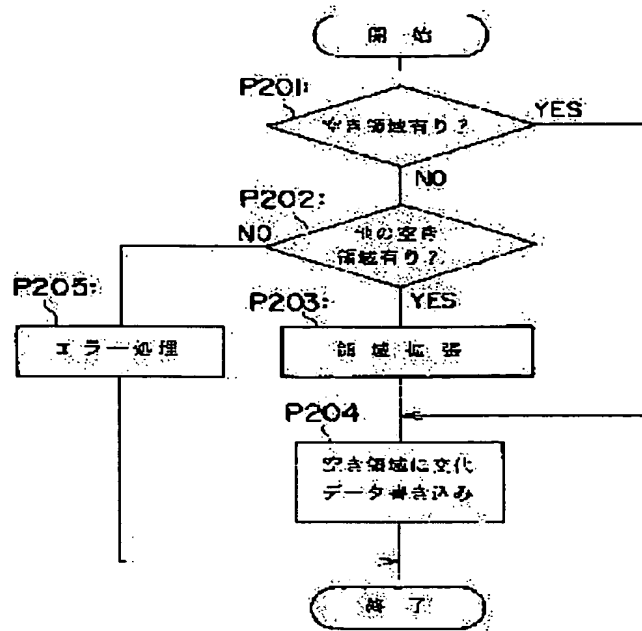 開始
P201:
空き領域有り？
YES
NO
P202:
NO
他の空き
領域有り？
P205:
YES
P203:
エラー処理
領域拡張
P204
空き領域に交代
データ書き込み
終了